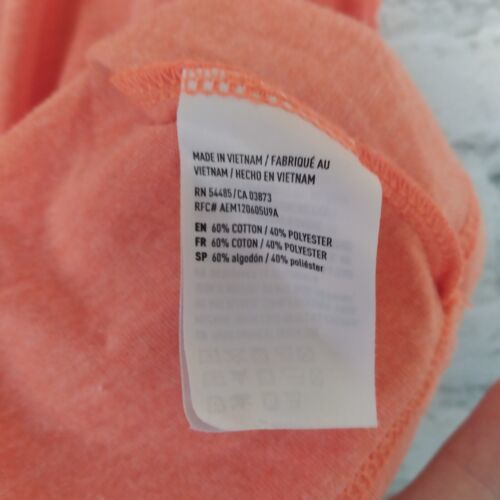 MADE IN VIETNAM / FABRIQUÉ AU
VIETNAM / HECHO EN VIETNAM
RN 54485/CA 03873
RFC# AEM120605U9A
EN 60% COTTON / 40% POLYESTER
FR 60% COTON / 40% POLYESTER
SP 60% algodón / 40% poliéster